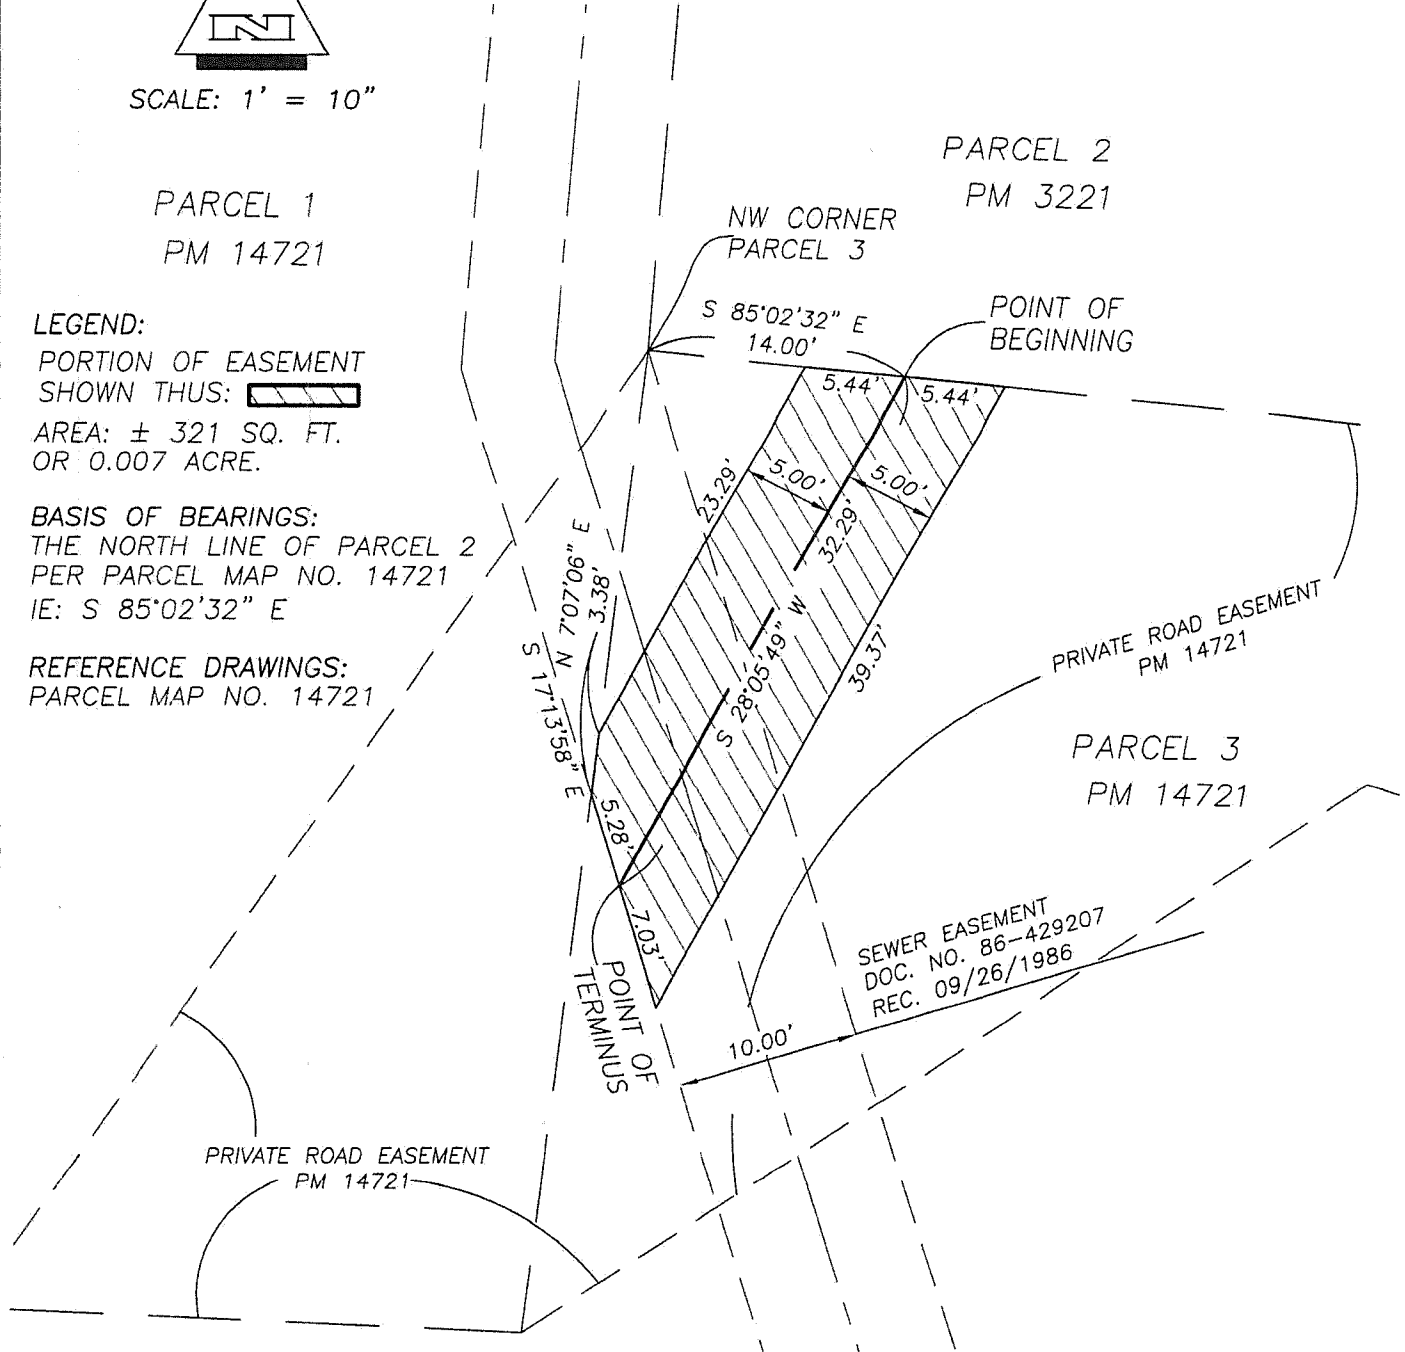 N
SCALE: 1' = 10"
PARCEL 1
PM 14721
LEGEND:
PORTION OF EASEMENT
SHOWN THUS:
AREA: ± 321 SQ. FT.
OR 0.007 ACRE.
BASIS OF BEARINGS:
THE NORTH LINE OF PARCEL 2
PER PARCEL MAP NO. 14721
IE: S 85°02'32" E
REFERENCE DRAWINGS:
PARCEL MAP NO. 14721
PARCEL 2
PM 3221
NW CORNER
PARCEL 3
S 85°02'32" E
14.00'
POINT OF
BEGINNING
5.44'
5.44'
5.00'
5.00'
23.29'
32.29'
S 28°05'49" W
39.37'
N 7°07'06" E
3.38'
S 17°13'58" E
5.28'
7.03'
POINT OF
TERMINUS
PRIVATE ROAD EASEMENT
PM 14721
PARCEL 3
PM 14721
SEWER EASEMENT
DOC. NO. 86-429207
REC. 09/26/1986
10.00'
PRIVATE ROAD EASEMENT
PM 14721